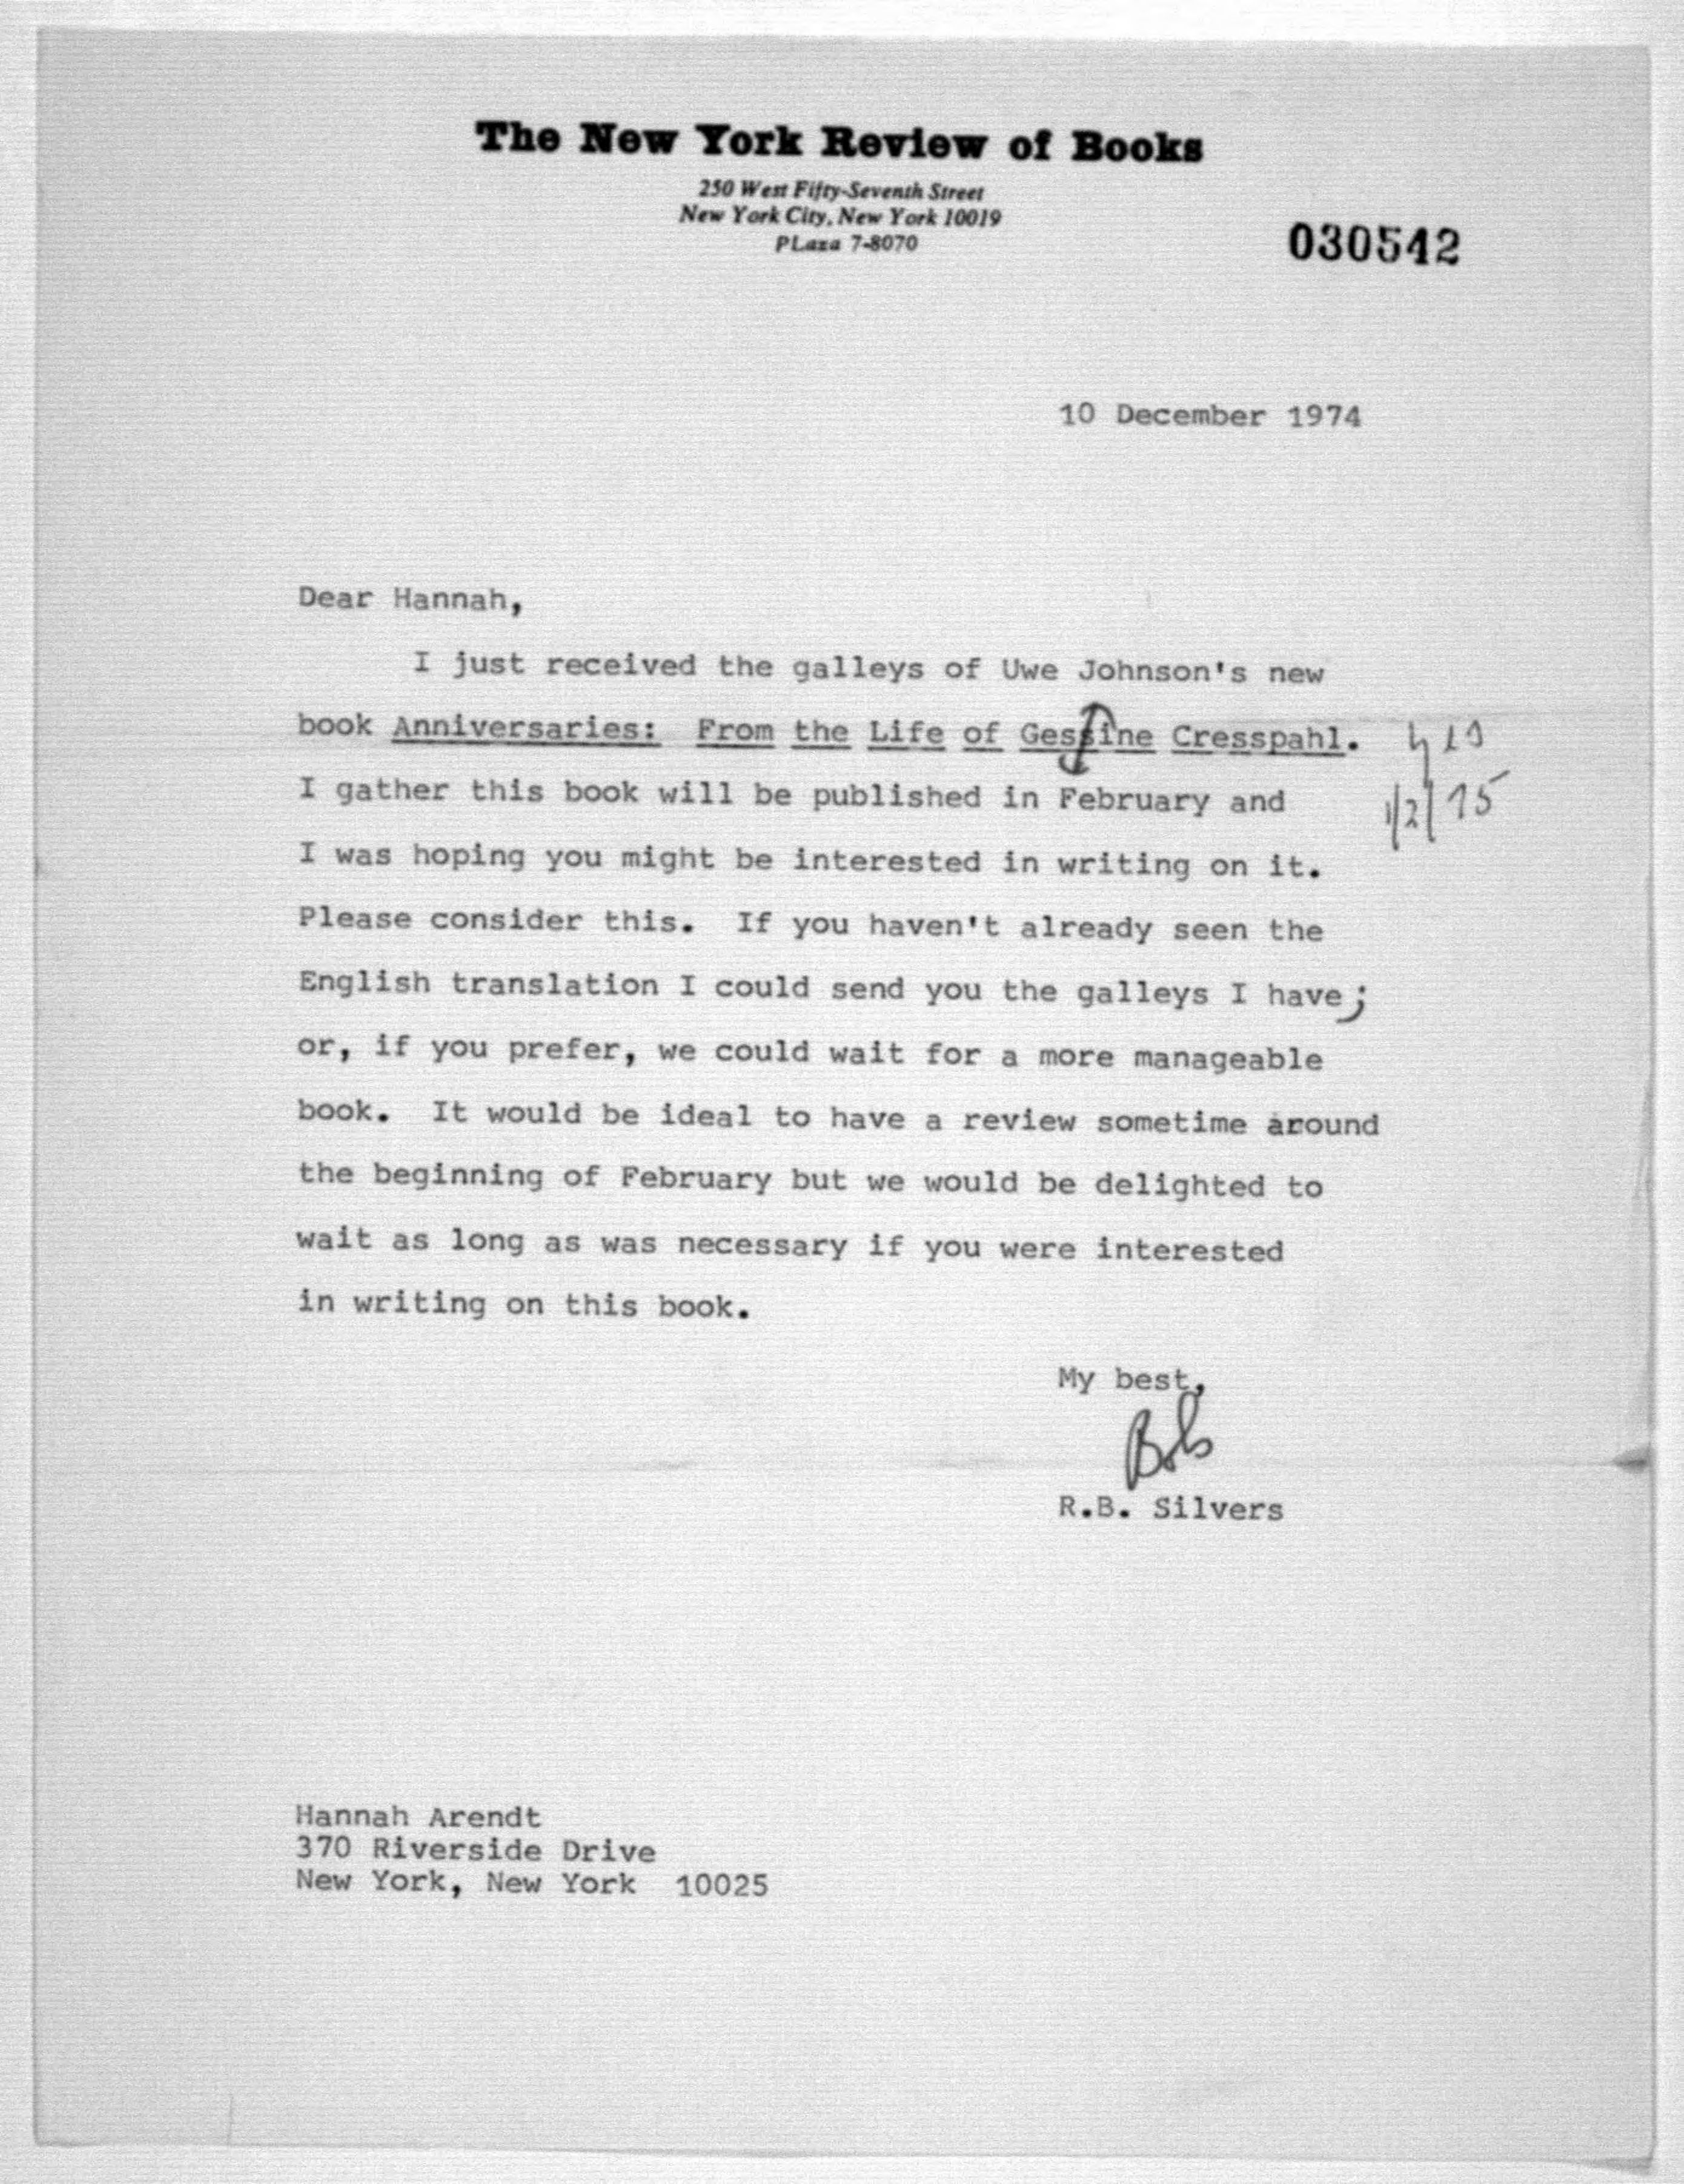 The New York Review of Books
250 West Fifty-Seventh Street
New York City, New York 10019
PLaza 7-8070
030542
10 December 1974
Dear Hannah,
I just received the galleys of Uwe Johnson's new
book Anniversaries: From the Life of Gesine Cresspahl.
I gather this book will be published in February and
1/2/75
I was hoping you might be interested in writing on it.
Please consider this. If you haven't already seen the
English translation I could send you the galleys I have;
or, if you prefer, we could wait for a more manageable
book. It would be ideal to have a review sometime around
the beginning of February but we would be delighted to
wait as long as was necessary if you were interested
in writing on this book.
My best,
Bob
R.B. Silvers
Hannah Arendt
370 Riverside Drive
New York, New York 10025